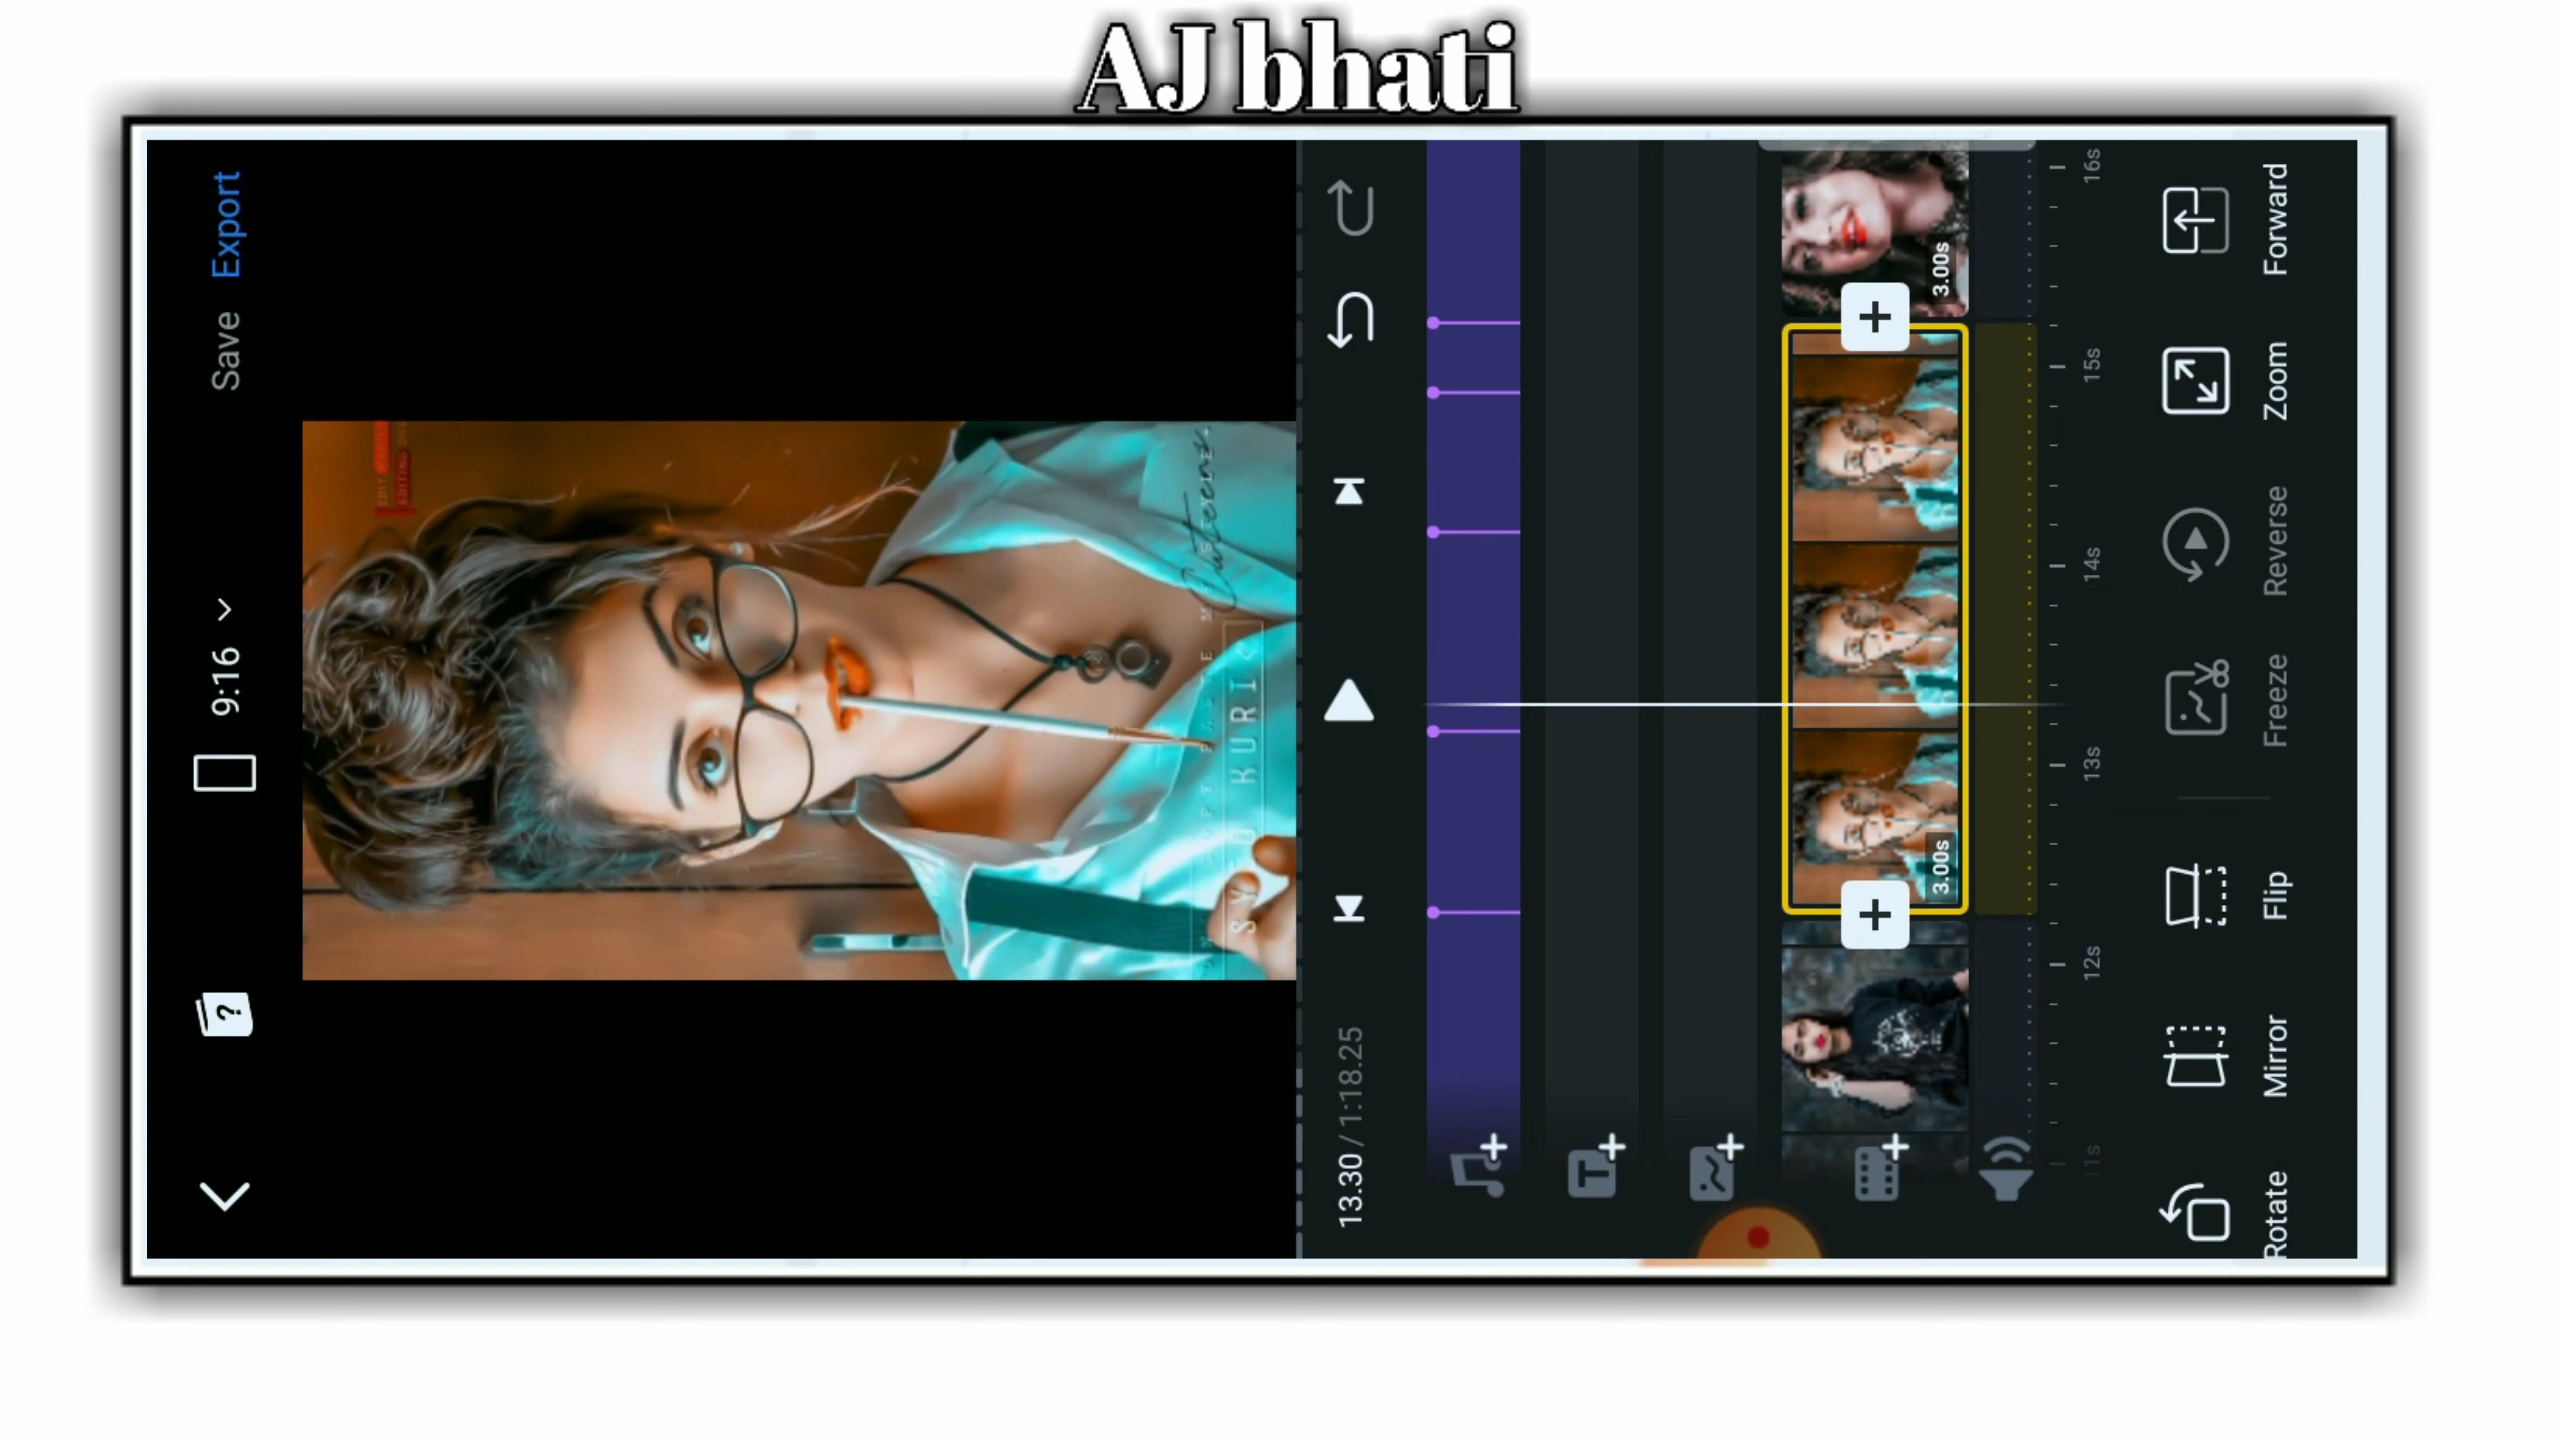 AJ bhati
9:16
Save
Export
13.30 / 1:18.25
3.00s
3.00s
11s
12s
13s
14s
15s
16s
Rotate
Mirror
Flip
Freeze
Reverse
Zoom
Forward